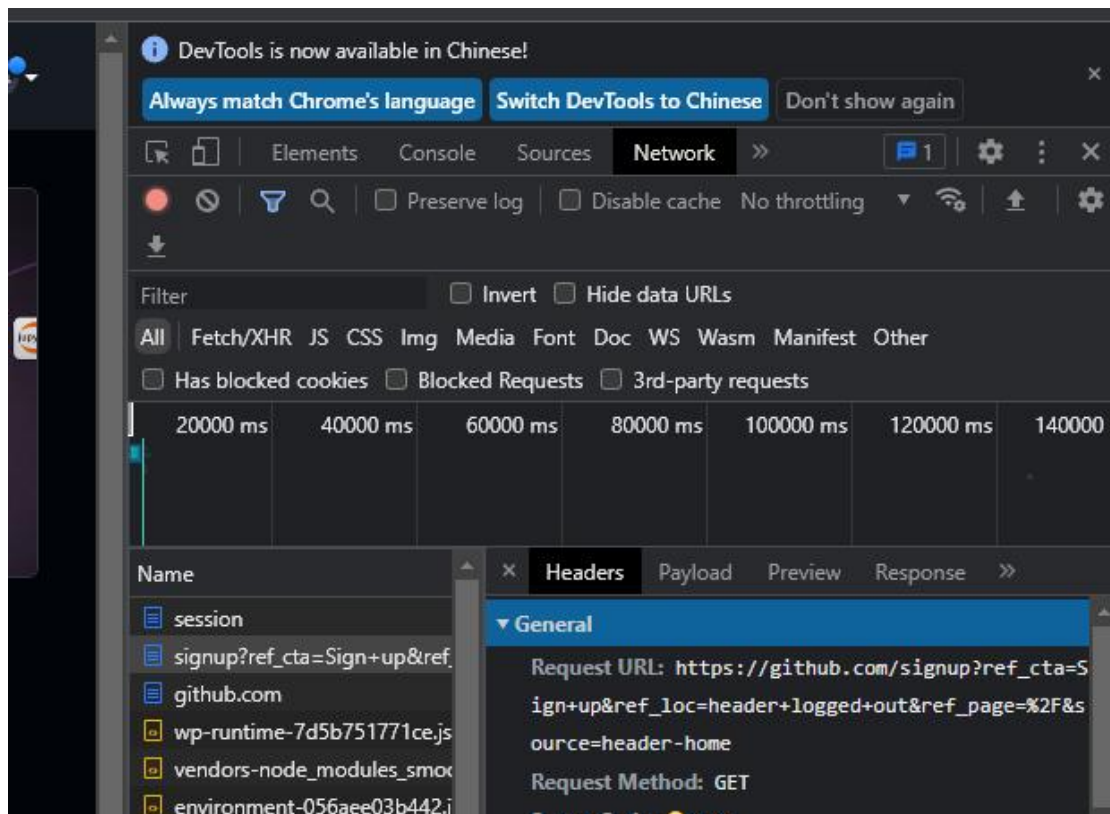 DevTools is now available in Chinese!
Always match Chrome's language Switch DevTools to Chinese Don't show again
Elements Console Sources Network 1
Preserve log Disable cache No throttling
Filter Invert Hide data URLs
All Fetch/XHR JS CSS Img Media Font Doc WS Wasm Manifest Other
Has blocked cookies Blocked Requests 3rd-party requests
20000 ms 40000 ms 60000 ms 80000 ms 100000 ms 120000 ms 140000
Name
Headers Payload Preview Response
session
General
signup?ref_cta=Sign+up&ref_
Request URL: https://github.com/signup?ref_cta=S
github.com
ign+up&ref_loc=header+logged+out&ref_page=%2F&s
wp-runtime-7d5b751771ce.js
ource=header-home
vendors-node_modules_smoo
Request Method: GET
environment-056aee03b442.j